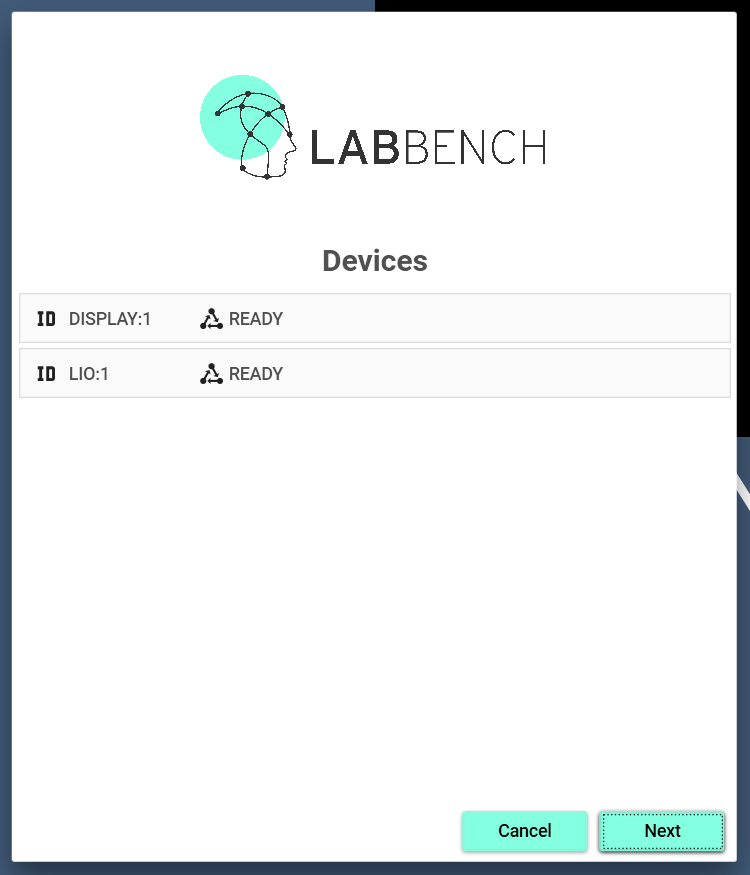 LABBENCH
Devices
ID DISPLAY:1 READY
ID LIO:1 READY
Cancel Next